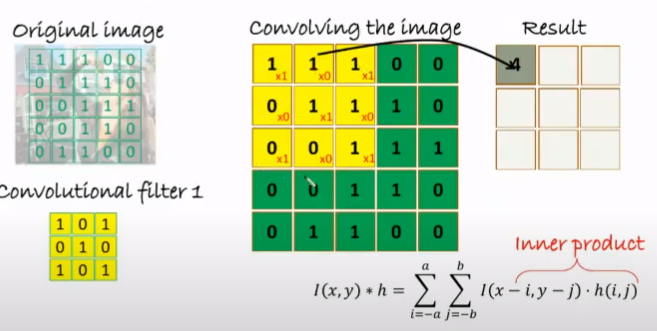 Original image
1 1 1 0 0
0 1 1 1 0
0 0 1 1 1
0 0 1 1 0
0 1 1 0 0
Convolutional filter 1
1 0 1
0 1 0
1 0 1
Convolving the image
1 x1 1 x0 1 x1 0 0
0 x0 1 x1 1 x0 1 0
0 x1 0 x0 1 x1 1 1
0 0 1 1 0
0 1 1 0 0
Result
4
Inner product
I(x,y) ∗ h = ∑_{i=−a}^{a} ∑_{j=−b}^{b} I(x − i, y − j) · h(i,j)